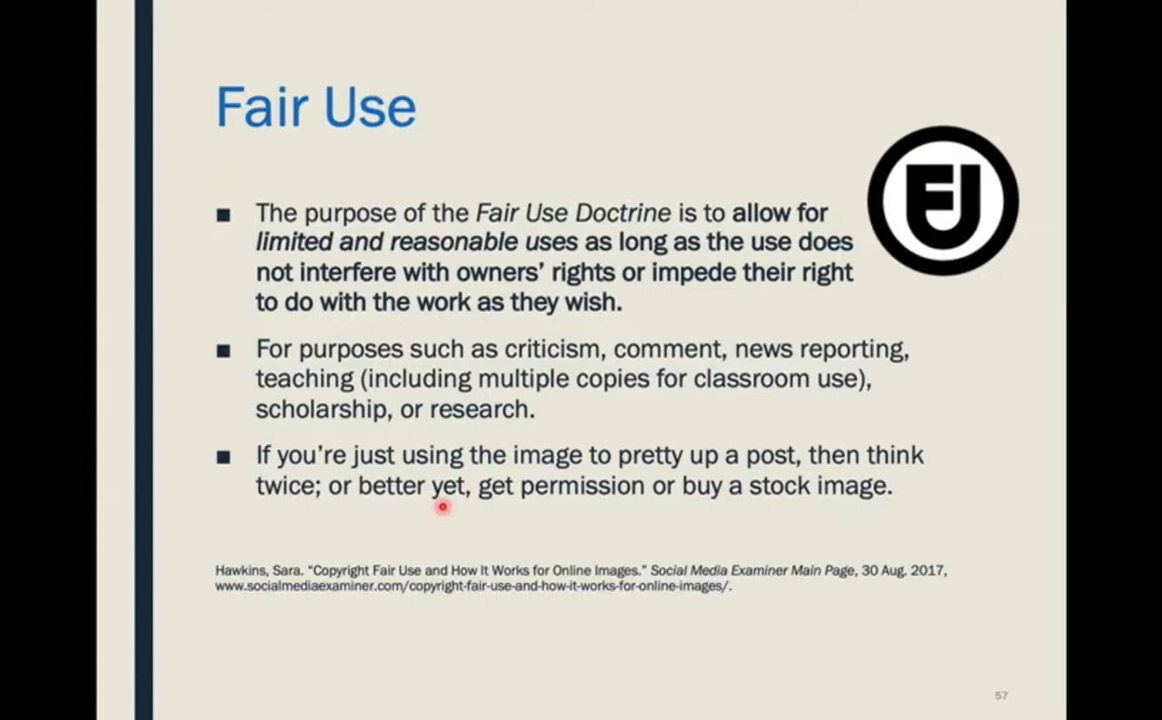 Fair Use
■ The purpose of the Fair Use Doctrine is to allow for
limited and reasonable uses as long as the use does
not interfere with owners' rights or impede their right
to do with the work as they wish.
■ For purposes such as criticism, comment, news reporting,
teaching (including multiple copies for classroom use),
scholarship, or research.
■ If you're just using the image to pretty up a post, then think
twice; or better yet, get permission or buy a stock image.
Hawkins, Sara. “Copyright Fair Use and How It Works for Online Images.” Social Media Examiner Main Page, 30 Aug. 2017,
www.socialmediaexaminer.com/copyright-fair-use-and-how-it-works-for-online-images/.
57